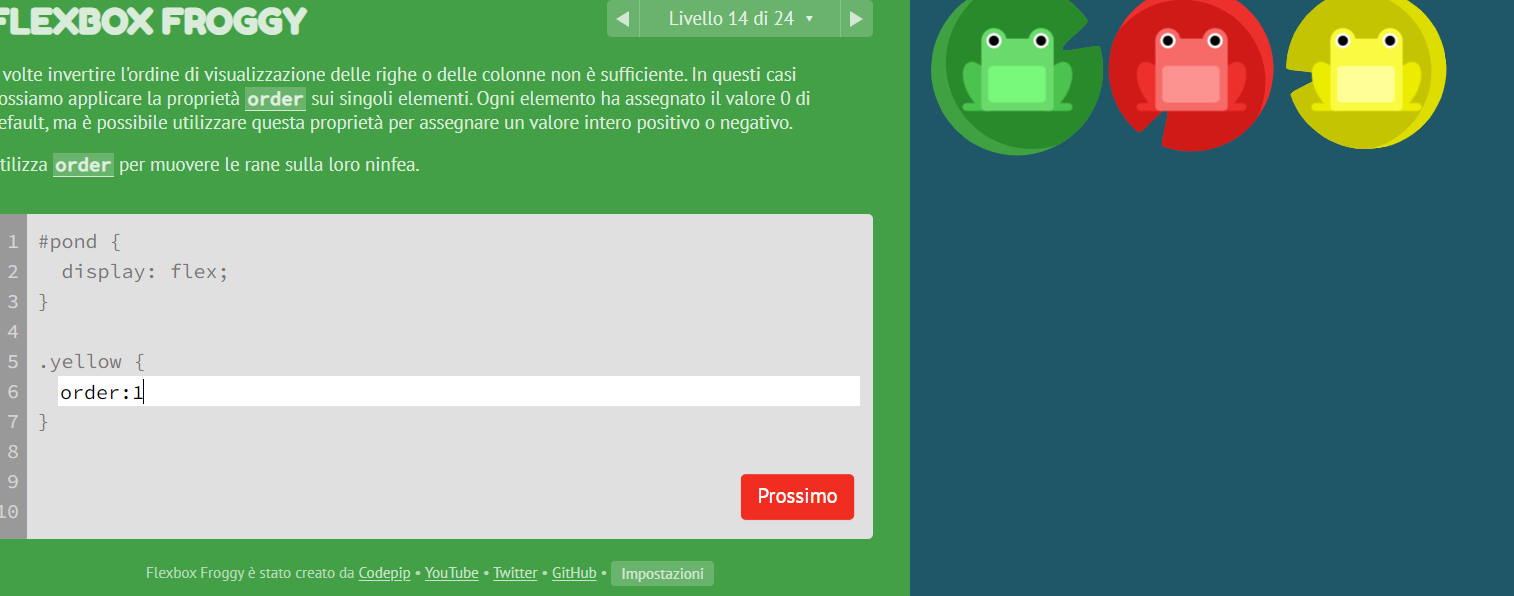 FLEXBOX FROGGY
Livello 14 di 24 ▼
volte invertire l'ordine di visualizzazione delle righe o delle colonne non è sufficiente. In questi casi
ossiamo applicare la proprietà order sui singoli elementi. Ogni elemento ha assegnato il valore 0 di
efault, ma è possibile utilizzare questa proprietà per assegnare un valore intero positivo o negativo.
tilizza order per muovere le rane sulla loro ninfea.
1 #pond {
2 display: flex;
3 }
4
5 .yellow {
6 order:1
7 }
8
9
10
Prossimo
Flexbox Froggy è stato creato da Codepip • YouTube • Twitter • GitHub • Impostazioni